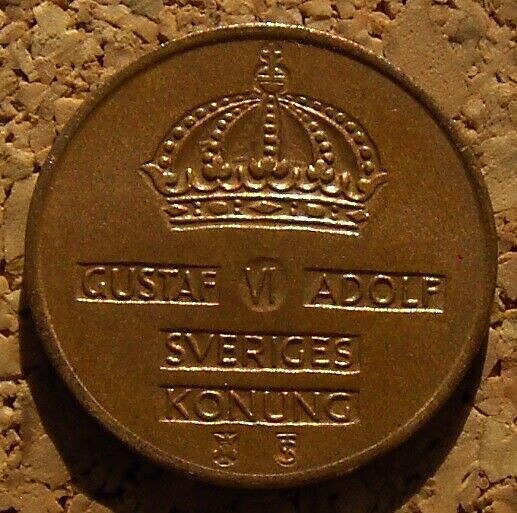 GUSTAF VI ADOLF
SVERIGES
KONUNG